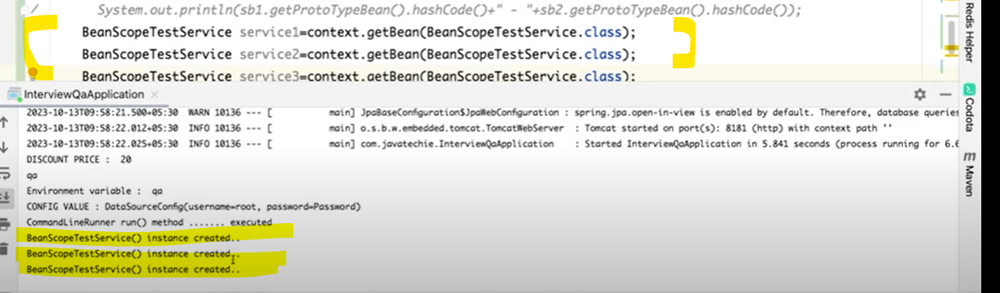 System.out.println(sb1.getProtoTypeBean().hashCode()+" - "+sb2.getProtoTypeBean().hashCode());
BeanScopeTestService service1=context.getBean(BeanScopeTestService.class);
BeanScopeTestService service2=context.getBean(BeanScopeTestService.class);
BeanScopeTestService service3=context.getBean(BeanScopeTestService.class);
InterviewQaApplication
2023-10-13T09:58:21.500+05:30 WARN 10136 --- [ main] JpaBaseConfiguration$JpaWebConfiguration : spring.jpa.open-in-view is enabled by default. Therefore, database queries
2023-10-13T09:58:22.012+05:30 INFO 10136 --- [ main] o.s.b.w.embedded.tomcat.TomcatWebServer : Tomcat started on port(s): 8181 (http) with context path ''
2023-10-13T09:58:22.025+05:30 INFO 10136 --- [ main] com.javatechie.InterviewQaApplication : Started InterviewQaApplication in 5.841 seconds (process running for 6.6
DISCOUNT PRICE : 20
qa
Environment variable : qa
CONFIG VALUE : DataSourceConfig(username=root, password=Password)
CommandLineRunner run() method ....... executed
BeanScopeTestService() instance created..
BeanScopeTestService() instance created..
BeanScopeTestService() instance created..
Redis Helper
Codota
Maven